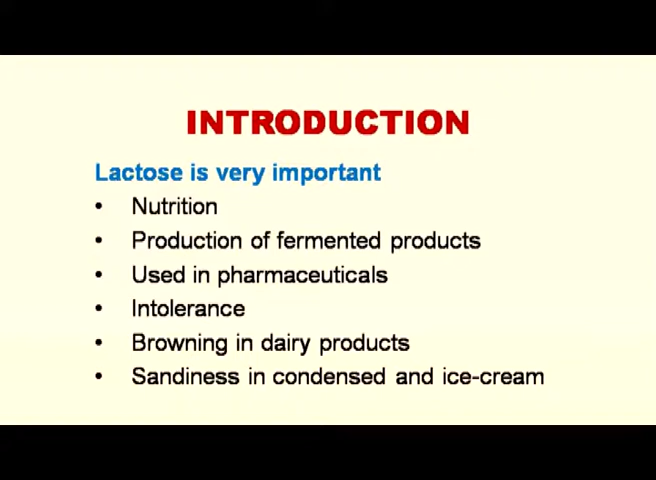 INTRODUCTION
Lactose is very important
• Nutrition
• Production of fermented products
• Used in pharmaceuticals
• Intolerance
• Browning in dairy products
• Sandiness in condensed and ice-cream